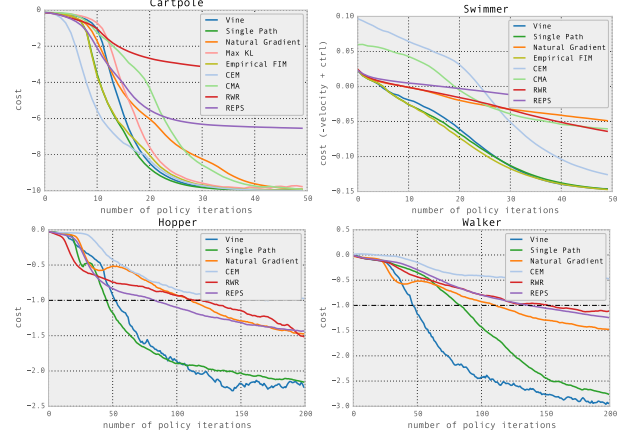 Cartpole
cost
0
−2
−4
−6
−8
−10
0 10 20 30 40 50
number of policy iterations
Vine
Single Path
Natural Gradient
Max KL
Empirical FIM
CEM
CMA
RWR
REPS
Swimmer
cost (-velocity + ctrl)
0.10
0.05
0.00
−0.05
−0.10
−0.15
0 10 20 30 40 50
number of policy iterations
Vine
Single Path
Natural Gradient
Empirical FIM
CEM
CMA
RWR
REPS
Hopper
cost
0.0
−0.5
−1.0
−1.5
−2.0
−2.5
0 50 100 150 200
number of policy iterations
Vine
Single Path
Natural Gradient
CEM
RWR
REPS
Walker
cost
0.5
0.0
−0.5
−1.0
−1.5
−2.0
−2.5
−3.0
0 50 100 150 200
number of policy iterations
Vine
Single Path
Natural Gradient
CEM
RWR
REPS